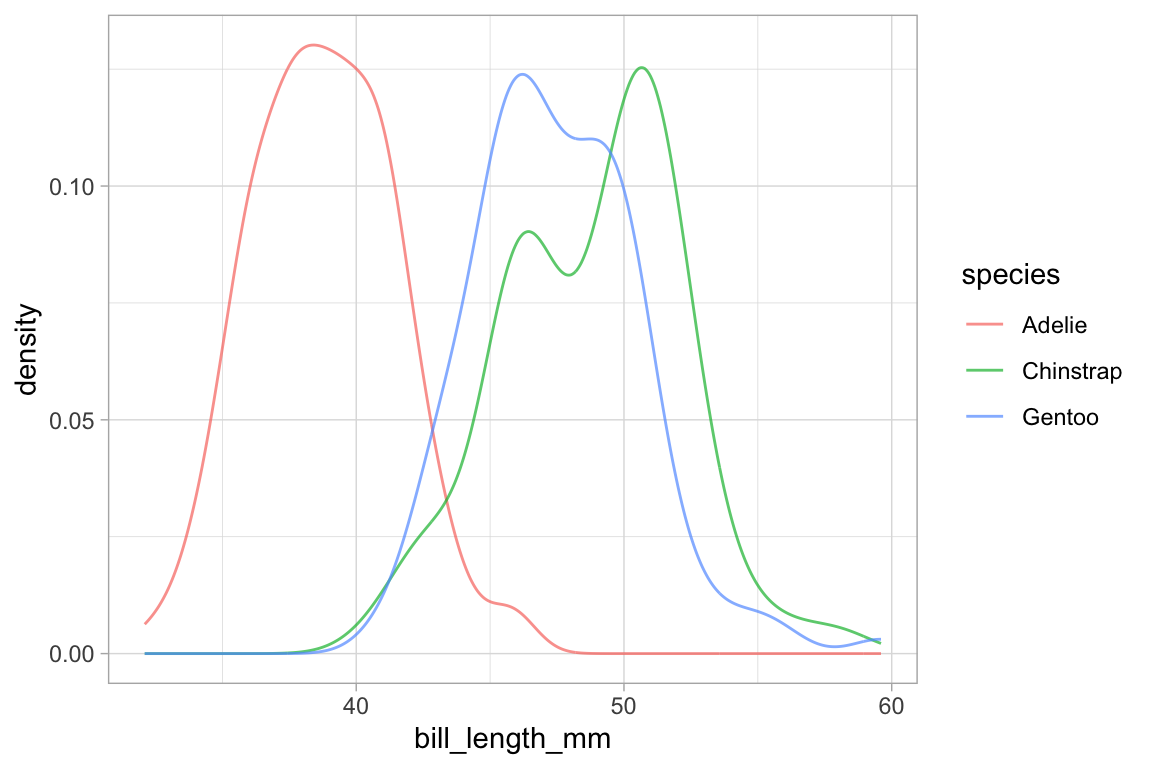 density
0.10
0.05
0.00
40
50
60
bill_length_mm
species
Adelie
Chinstrap
Gentoo